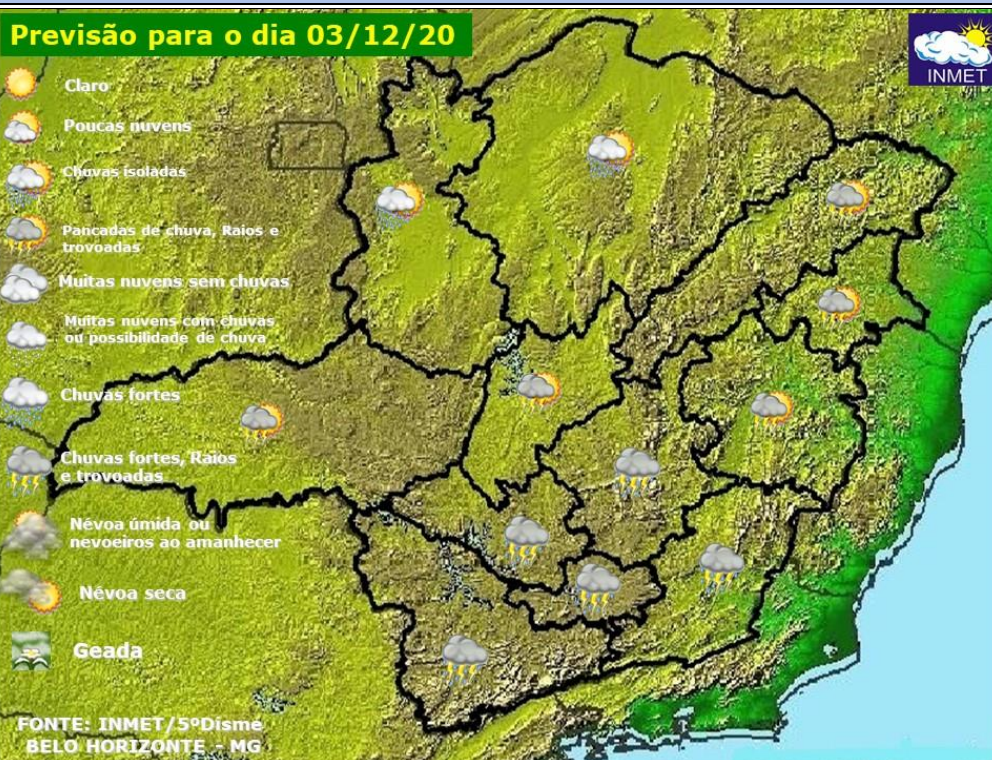 Previsão para o dia 03/12/20
INMET
Claro
Poucas nuvens
Chuvas isoladas
Pancadas de chuva, Raios e
trovoadas
Muitas nuvens sem chuvas
Muitas nuvens com chuvas
ou possibilidade de chuva
Chuvas fortes
Chuvas fortes, Raios
e trovoadas
Névoa úmida ou
nevoeiros ao amanhecer
Névoa seca
Geada
FONTE: INMET/5ºDisme
BELO HORIZONTE - MG